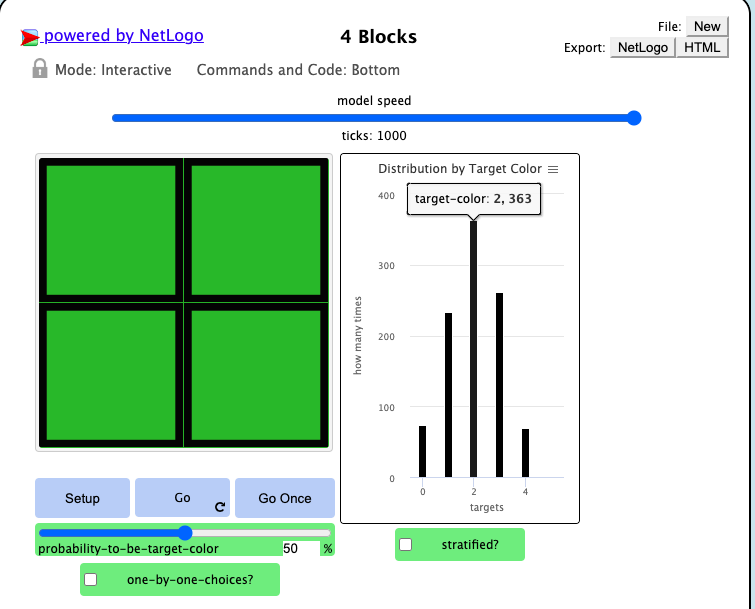 powered by NetLogo
4 Blocks
File: New
Export: NetLogo HTML
Mode: Interactive Commands and Code: Bottom
model speed
ticks: 1000
Distribution by Target Color
target-color: 2, 363
400
300
200
100
0
how many times
0 2 4
targets
Setup Go Go Once
probability-to-be-target-color 50 %
stratified?
one-by-one-choices?